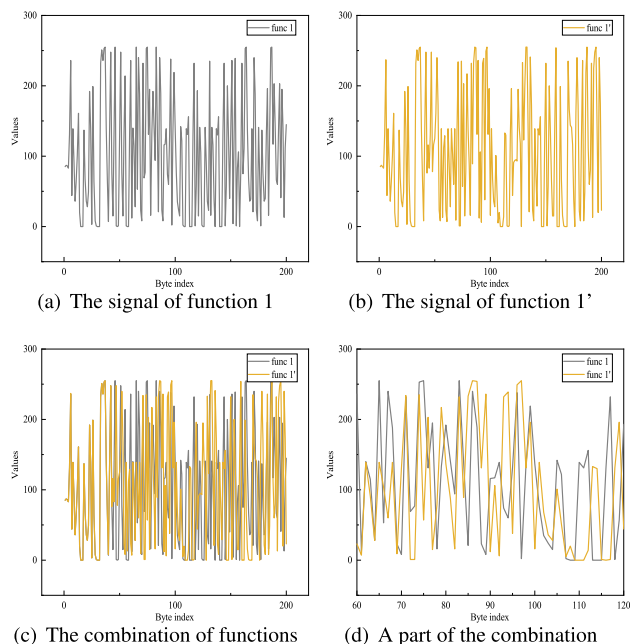 300
func 1
200
Values
100
0
0
100
200
Byte index
(a) The signal of function 1
300
func 1'
200
Values
100
0
0
100
200
Byte index
(b) The signal of function 1’
300
func 1
func 1'
200
Values
100
0
0
100
200
Byte index
(c) The combination of functions
300
func 1
func 1'
200
Values
100
0
60
70
80
90
100
110
120
Byte index
(d) A part of the combination